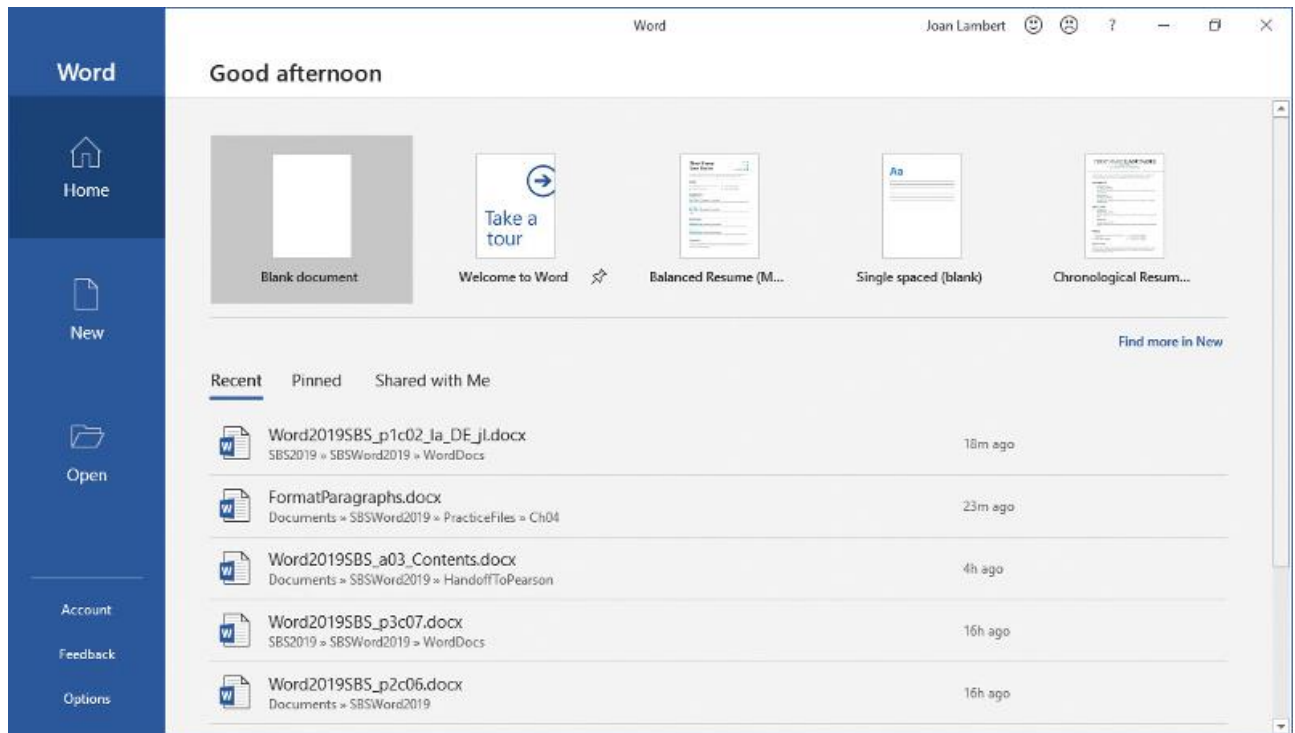 Word
Joan Lambert
?
Word
Good afternoon
Home
New
Open
Account
Feedback
Options
Take a
tour
Aa
Blank document
Welcome to Word
Balanced Resume (M...
Single spaced (blank)
Chronological Resum...
Find more in New
Recent Pinned Shared with Me
Word2019SBS_p1c02_la_DE_jl.docx
SBS2019 » SBSWord2019 » WordDocs
18m ago
FormatParagraphs.docx
Documents » SBSWord2019 » PracticeFiles » Ch04
23m ago
Word2019SBS_a03_Contents.docx
Documents » SBSWord2019 » HandoffToPearson
4h ago
Word2019SBS_p3c07.docx
SBS2019 » SBSWord2019 » WordDocs
16h ago
Word2019SBS_p2c06.docx
Documents » SBSWord2019
16h ago